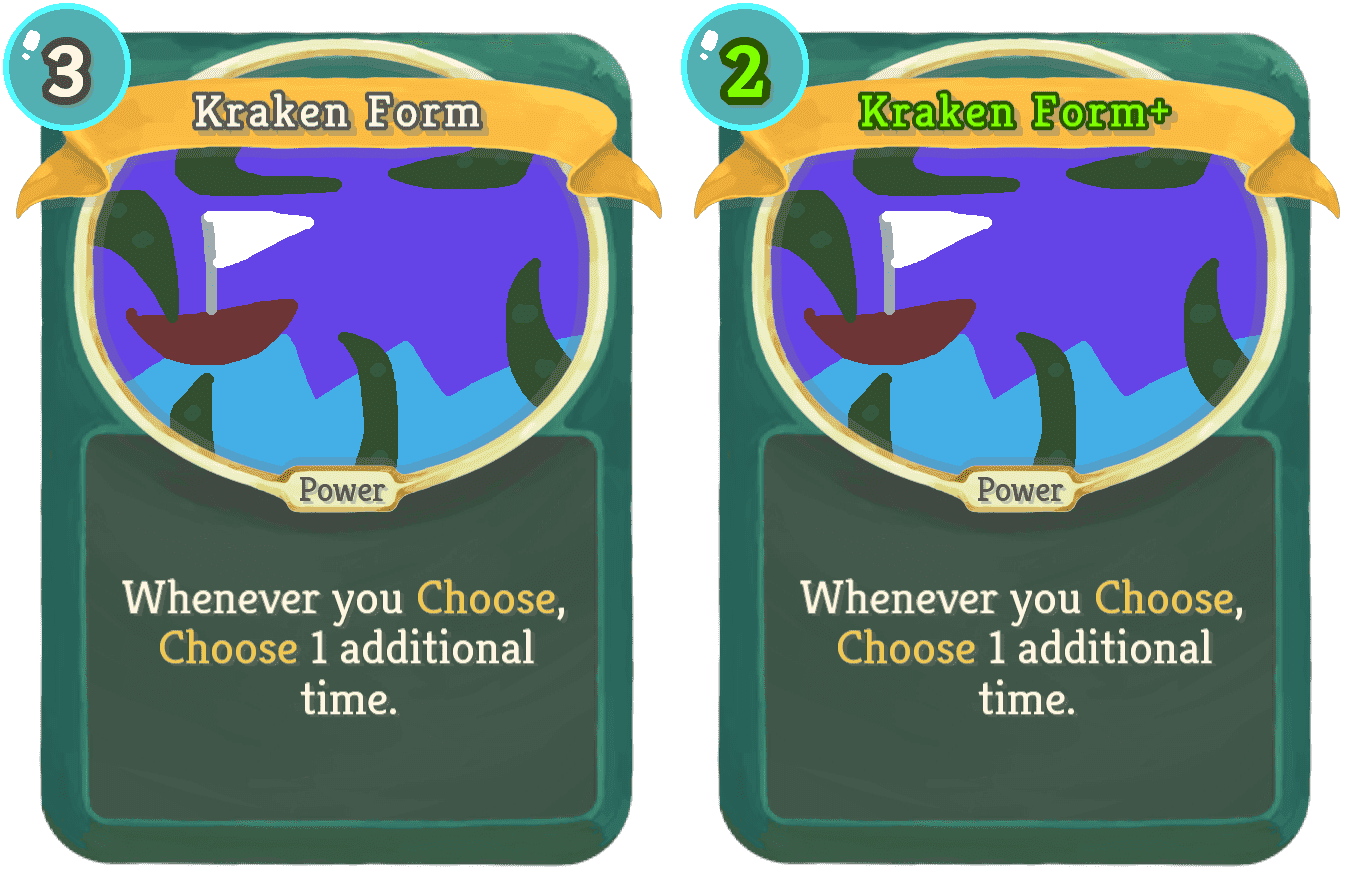 3
Kraken Form
Power
Whenever you Choose,
Choose 1 additional
time.
2
Kraken Form+
Power
Whenever you Choose,
Choose 1 additional
time.